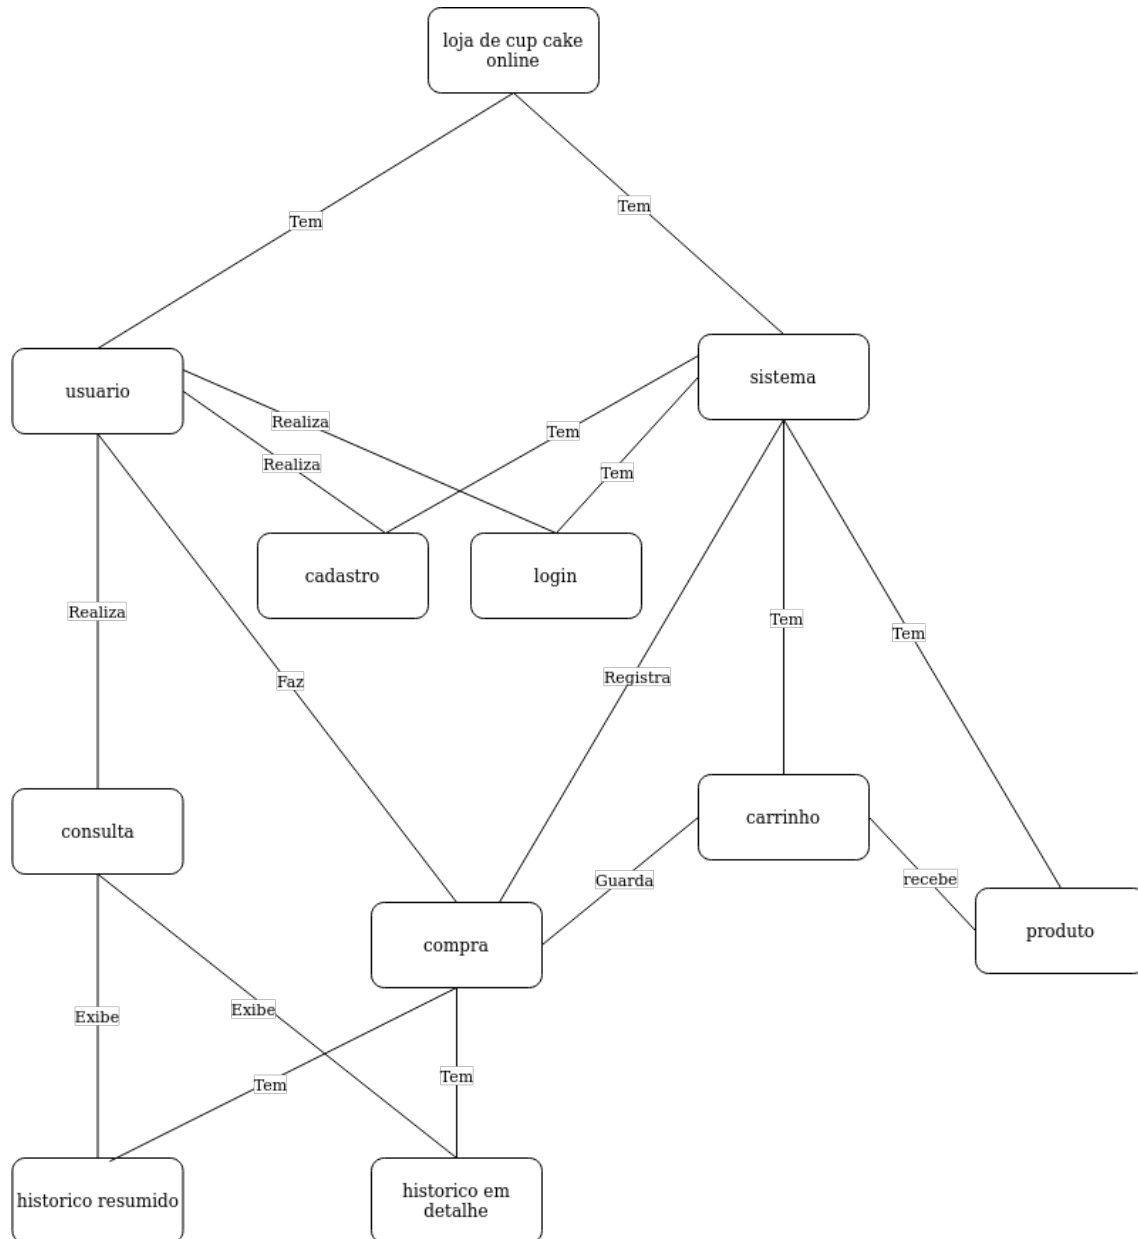 loja de cup cake
online
Tem
Tem
usuario
sistema
Realiza
Tem
Realiza
Tem
cadastro
login
Realiza
Tem
Tem
Registra
Faz
consulta
carrinho
Guarda
recebe
compra
produto
Exibe
Exibe
Tem
Tem
historico resumido
historico em
detalhe